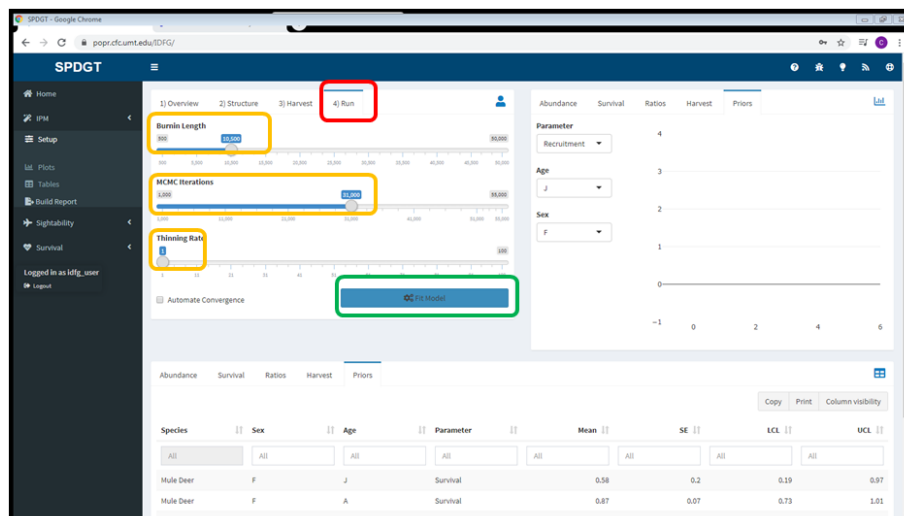 SPDGT - Google Chrome
popr.cfc.umt.edu/IDFG/
SPDGT
Home
IPM
Setup
Plots
Tables
Build Report
Sightability
Survival
Logged in as idfg_user
Logout
1) Overview 2) Structure 3) Harvest 4) Run
Burnin Length
500 10,500 50,000
MCMC Iterations
1,000
Thinning Rate
1 100
Automate Convergence
Fit Model
Abundance Survival Ratios Harvest Priors
Parameter
Recruitment
Age
J
Sex
F
4
3
2
1
0
−1
0 2 4 6
Abundance Survival Ratios Harvest Priors
Copy Print Column visibility
Species Sex Age Parameter Mean SE LCL UCL
All All All All All All All All
Mule Deer F J Survival 0.58 0.2 0.19 0.97
Mule Deer F A Survival 0.87 0.07 0.73 1.01